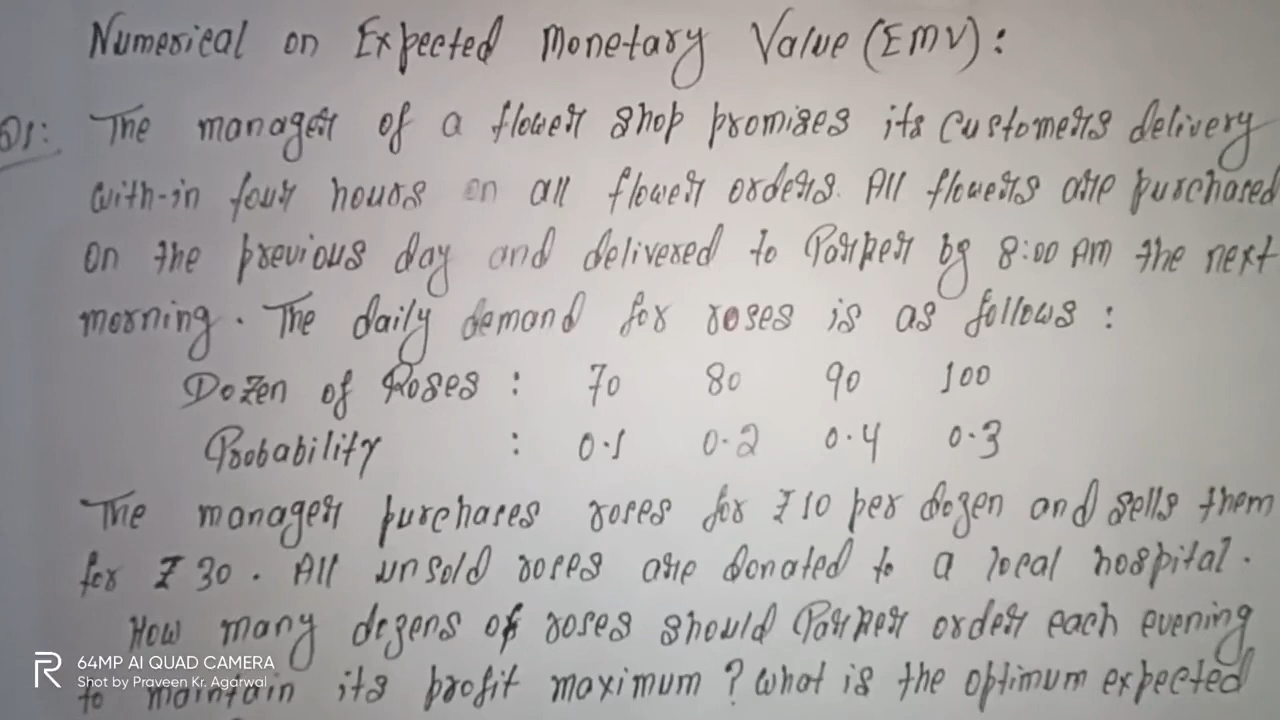 Numerical on Expected Monetary Value (EMV) :
Q1: The manager of a flower shop promises its customers delivery
with-in four hours on all flower orders. All flowers are purchased
on the previous day and delivered to Parker by 8:00 AM the next
morning. The daily demand for roses is as follows :
Dozen of Roses : 70 80 90 100
Probability : 0.1 0.2 0.4 0.3
The manager purchases roses for ₹10 per dozen and sells them
for ₹30. All unsold roses are donated to a local hospital.
How many dozens of roses should Parker order each evening
to maintain its profit maximum ? What is the optimum expected
64MP AI QUAD CAMERA
Shot by Praveen Kr. Agarwal